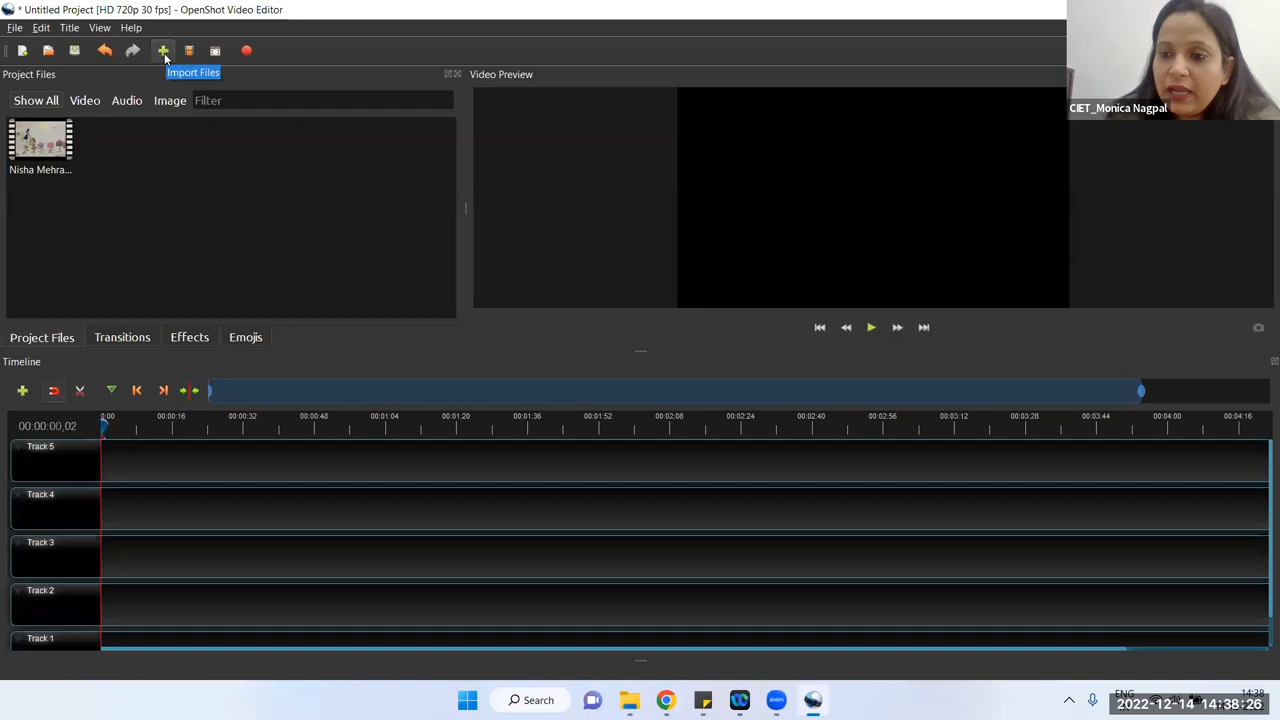 * Untitled Project [HD 720p 30 fps] - OpenShot Video Editor
File Edit Title View Help
Import Files
CIET_Monica Nagpal
Project Files
Video Preview
Show All Video Audio Image Filter
Nisha Mehra...
Project Files Transitions Effects Emojis
Timeline
00:00:00,02
0:00 00:00:16 00:00:32 00:00:48 00:01:04 00:01:20 00:01:36 00:01:52 00:02:08 00:02:24 00:02:40 00:02:56 00:03:12 00:03:28 00:03:44 00:04:00 00:04:16
Track 5
Track 4
Track 3
Track 2
Track 1
Search
zoom
ENG
14:38
2022-12-14 14:38:26